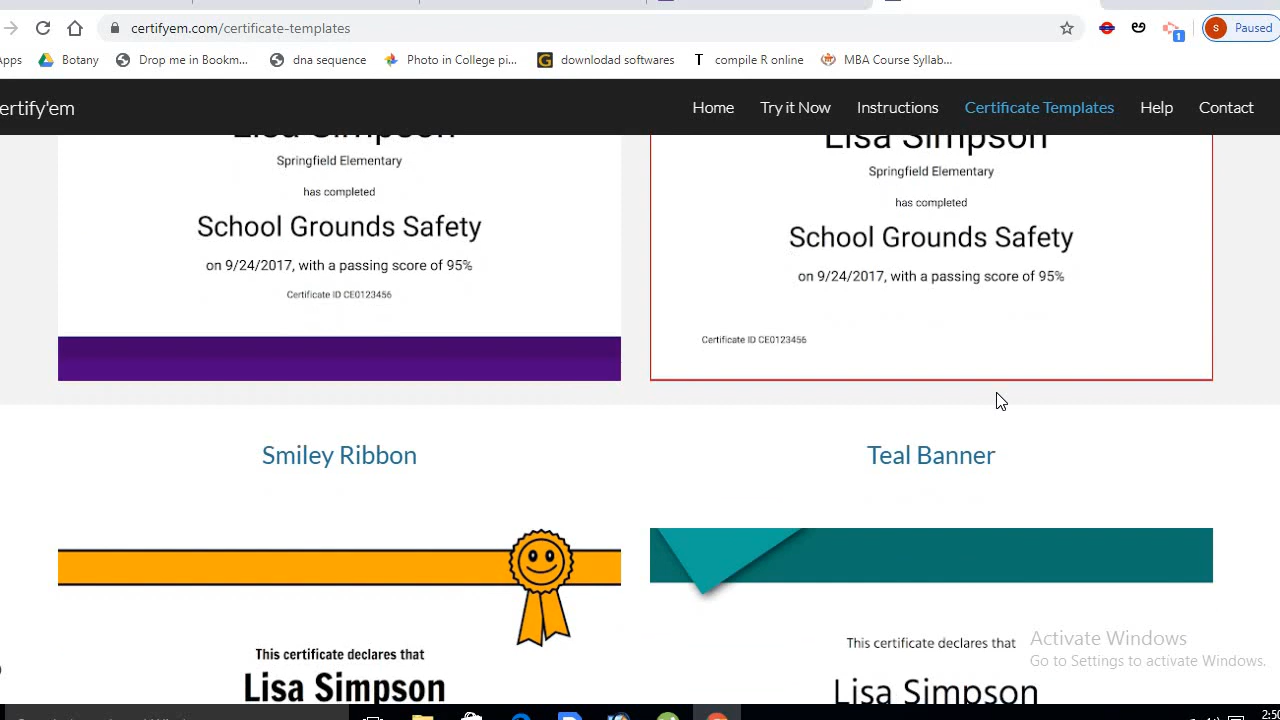 certifyem.com/certificate-templates
Paused
Apps Botany Drop me in Bookm... dna sequence Photo in College pi... downlodad softwares compile R online MBA Course Syllab...
ertify'em Home Try it Now Instructions Certificate Templates Help Contact
Lisa Simpson
Springfield Elementary
has completed
School Grounds Safety
on 9/24/2017, with a passing score of 95%
Certificate ID CE0123456
Lisa Simpson
Springfield Elementary
has completed
School Grounds Safety
on 9/24/2017, with a passing score of 95%
Certificate ID CE0123456
Smiley Ribbon
This certificate declares that
Lisa Simpson
Teal Banner
This certificate declares that
Lisa Simpson
Activate Windows
Go to Settings to activate Windows.